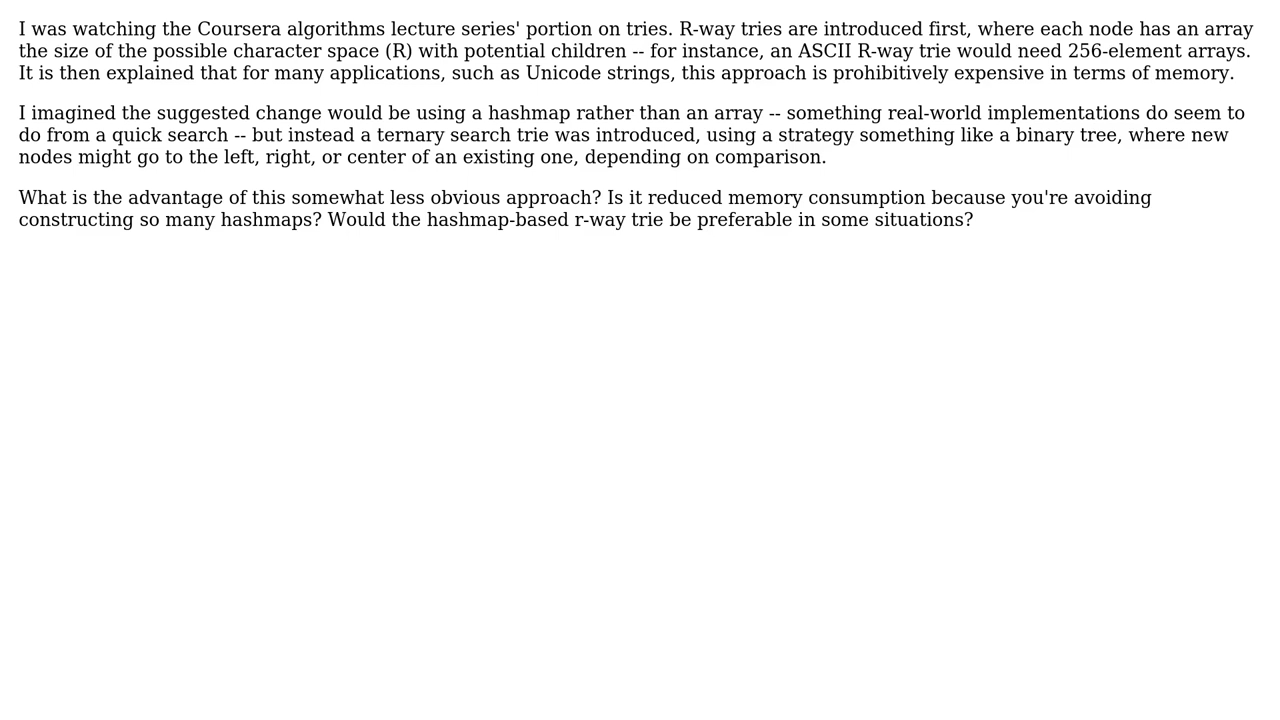 I was watching the Coursera algorithms lecture series' portion on tries. R-way tries are introduced first, where each node has an array
the size of the possible character space (R) with potential children -- for instance, an ASCII R-way trie would need 256-element arrays.
It is then explained that for many applications, such as Unicode strings, this approach is prohibitively expensive in terms of memory.
I imagined the suggested change would be using a hashmap rather than an array -- something real-world implementations do seem to
do from a quick search -- but instead a ternary search trie was introduced, using a strategy something like a binary tree, where new
nodes might go to the left, right, or center of an existing one, depending on comparison.
What is the advantage of this somewhat less obvious approach? Is it reduced memory consumption because you're avoiding
constructing so many hashmaps? Would the hashmap-based r-way trie be preferable in some situations?